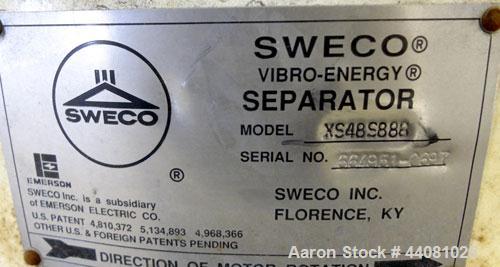 SWECO®
VIBRO-ENERGY®
SEPARATOR
MODEL XS48S888
SERIAL NO.
SWECO INC.
FLORENCE, KY
SWECO
®
EMERSON
SWECO Inc. is a subsidiary
of EMERSON ELECTRIC CO.
U.S. PATENT 4,810,372 5,134,893 4,968,366
OTHER U.S. & FOREIGN PATENTS PENDING
DIRECTION OF MOTOR ROTATION
Aaron Stock # 44081026